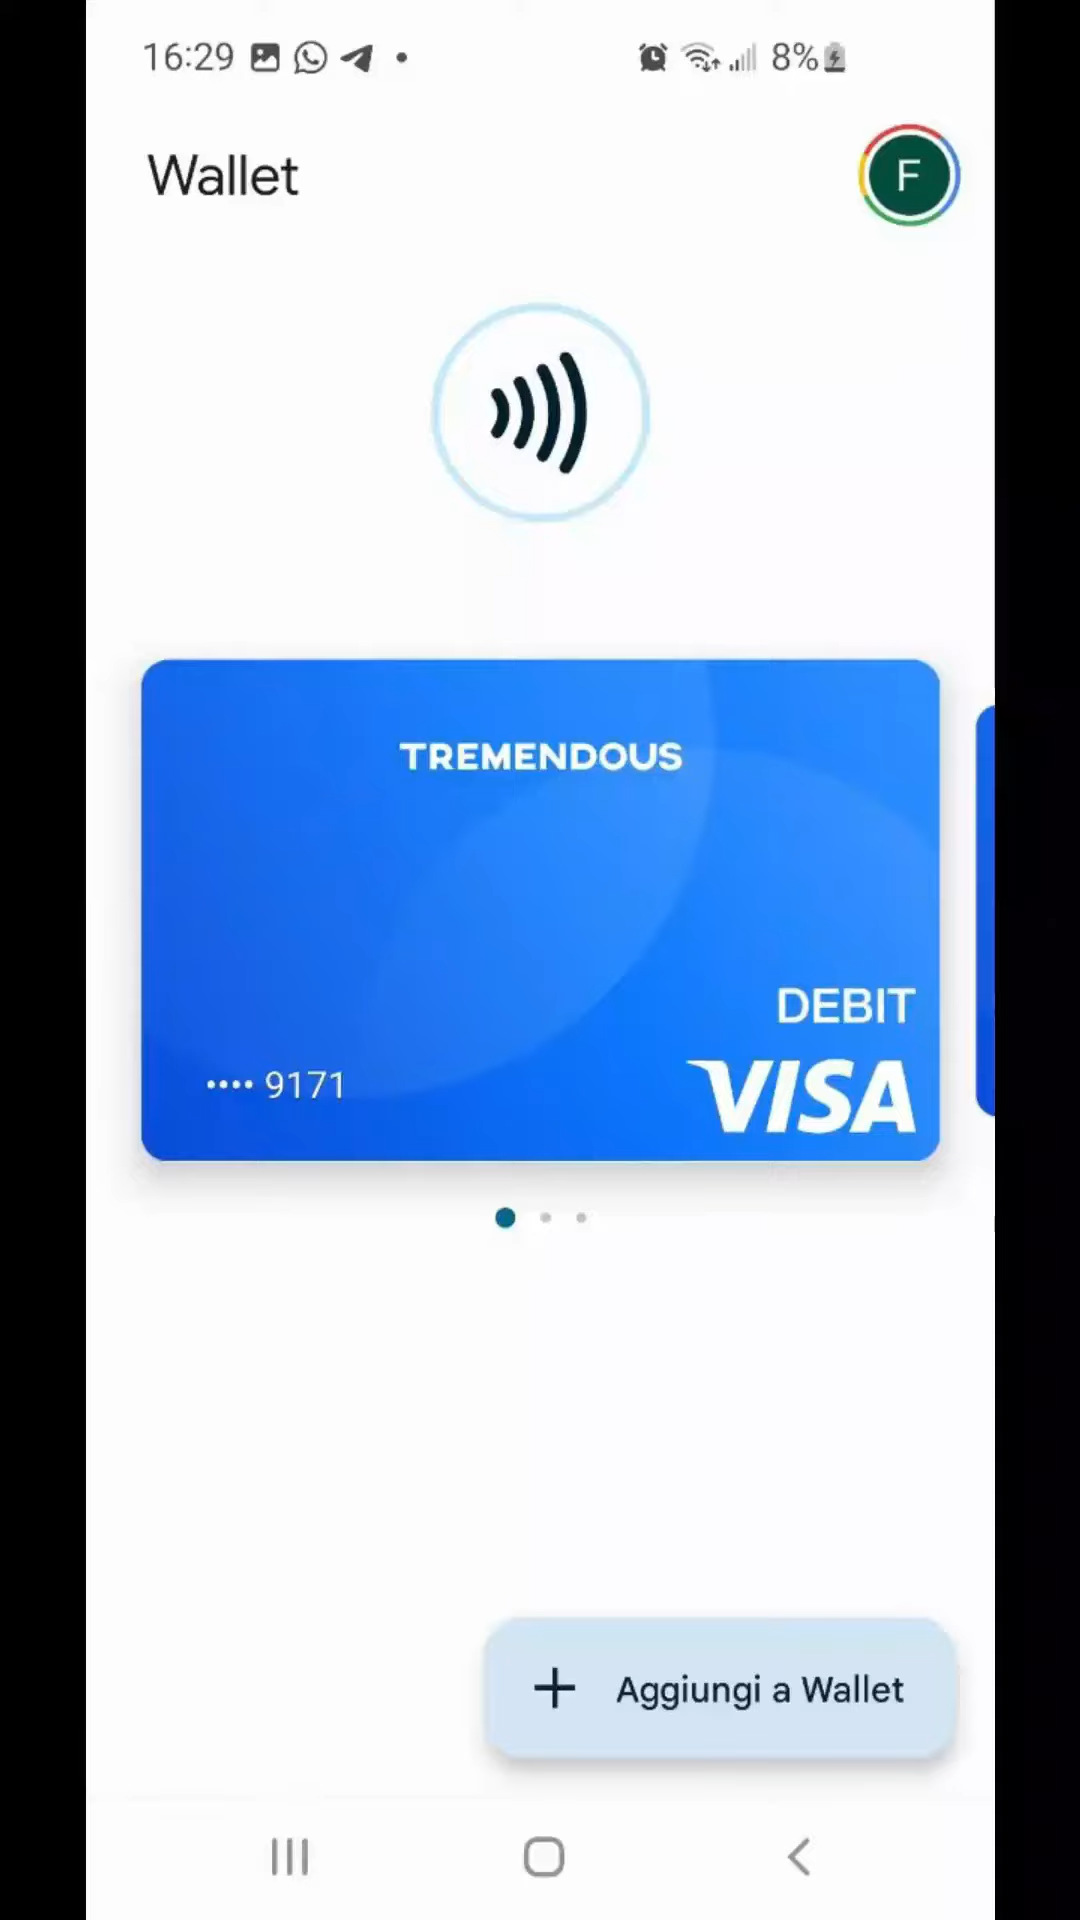 16:29
8%
Wallet
F
TREMENDOUS
DEBIT
•••• 9171
VISA
+ Aggiungi a Wallet